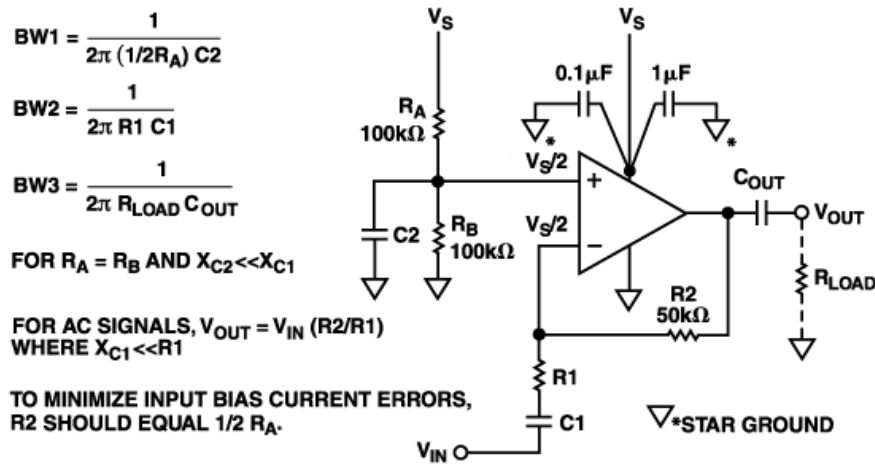 BW1 = 1 / 2π (1/2RA) C2
BW2 = 1 / 2π R1 C1
BW3 = 1 / 2π RLOAD COUT
FOR RA = RB AND XC2<<XC1
FOR AC SIGNALS, VOUT = VIN (R2/R1)
WHERE XC1<<R1
TO MINIMIZE INPUT BIAS CURRENT ERRORS,
R2 SHOULD EQUAL 1/2 RA.
VS
VS
0.1µF
1µF
RA
100kΩ
*
*
VS/2
+
COUT
VS/2
VOUT
C2
RB
100kΩ
−
RLOAD
R2
50kΩ
R1
C1
*STAR GROUND
VIN